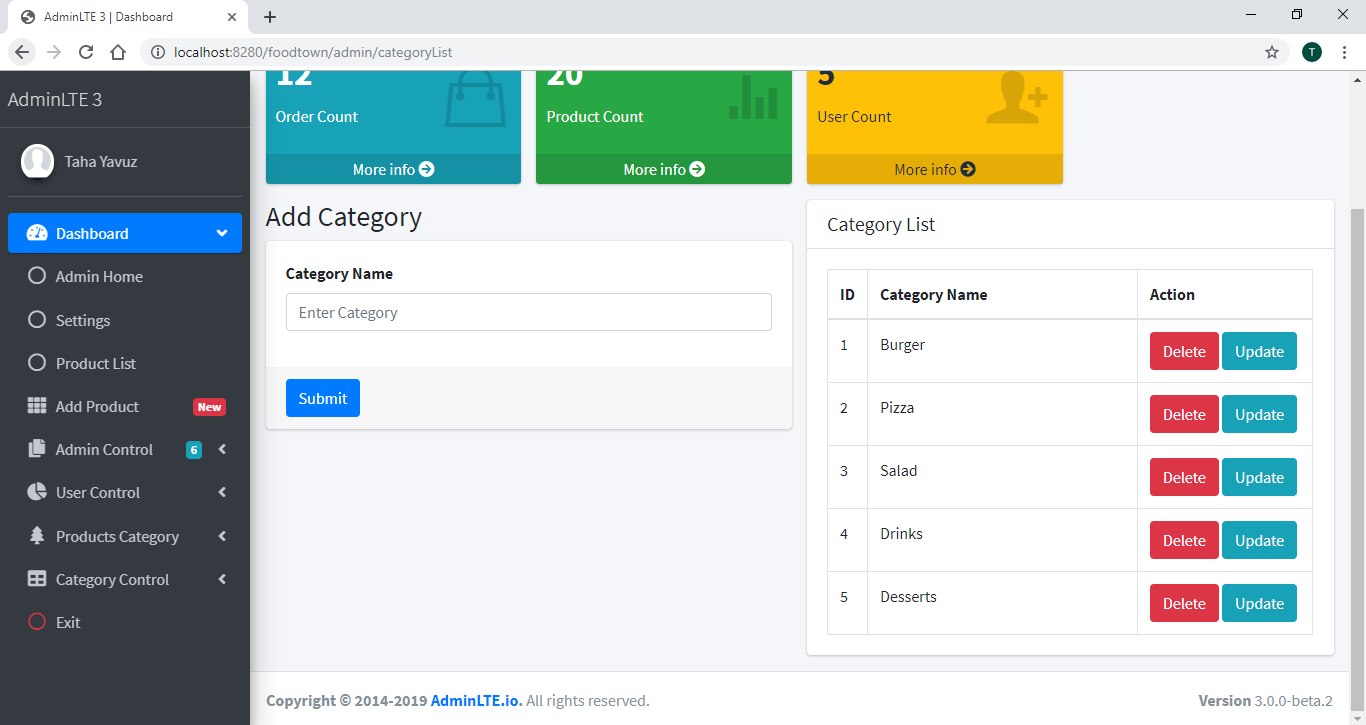 AdminLTE 3 | Dashboard
localhost:8280/foodtown/admin/categoryList
T
AdminLTE 3
Taha Yavuz
Dashboard
Admin Home
Settings
Product List
Add Product New
Admin Control 6
User Control
Products Category
Category Control
Exit
12
Order Count
More info
20
Product Count
More info
5
User Count
More info
Add Category
Category Name
Enter Category
Submit
Category List
ID Category Name Action
1 Burger Delete Update
2 Pizza Delete Update
3 Salad Delete Update
4 Drinks Delete Update
5 Desserts Delete Update
Copyright © 2014-2019 AdminLTE.io. All rights reserved.
Version 3.0.0-beta.2